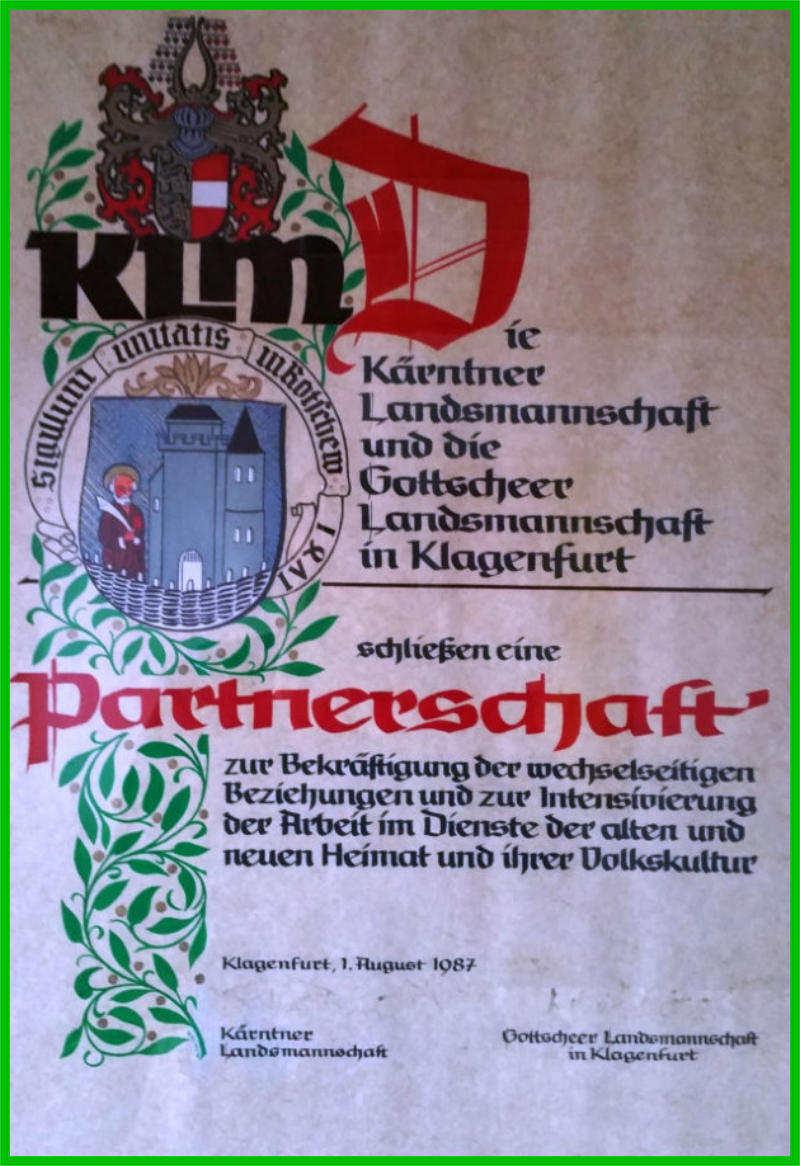 KLM
Sigillum unitatis in Kotschew
Die
Kärntner
Landsmannschaft
und die
Gottscheer
Landsmannschaft
in Klagenfurt
schließen eine
Partnerschaft
zur Bekräftigung der wechselseitigen
Beziehungen und zur Intensivierung
der Arbeit im Dienste der alten und
neuen Heimat und ihrer Volkskultur
Klagenfurt, 1. August 1987
Kärntner
Landsmannschaft
Gottscheer Landsmannschaft
in Klagenfurt